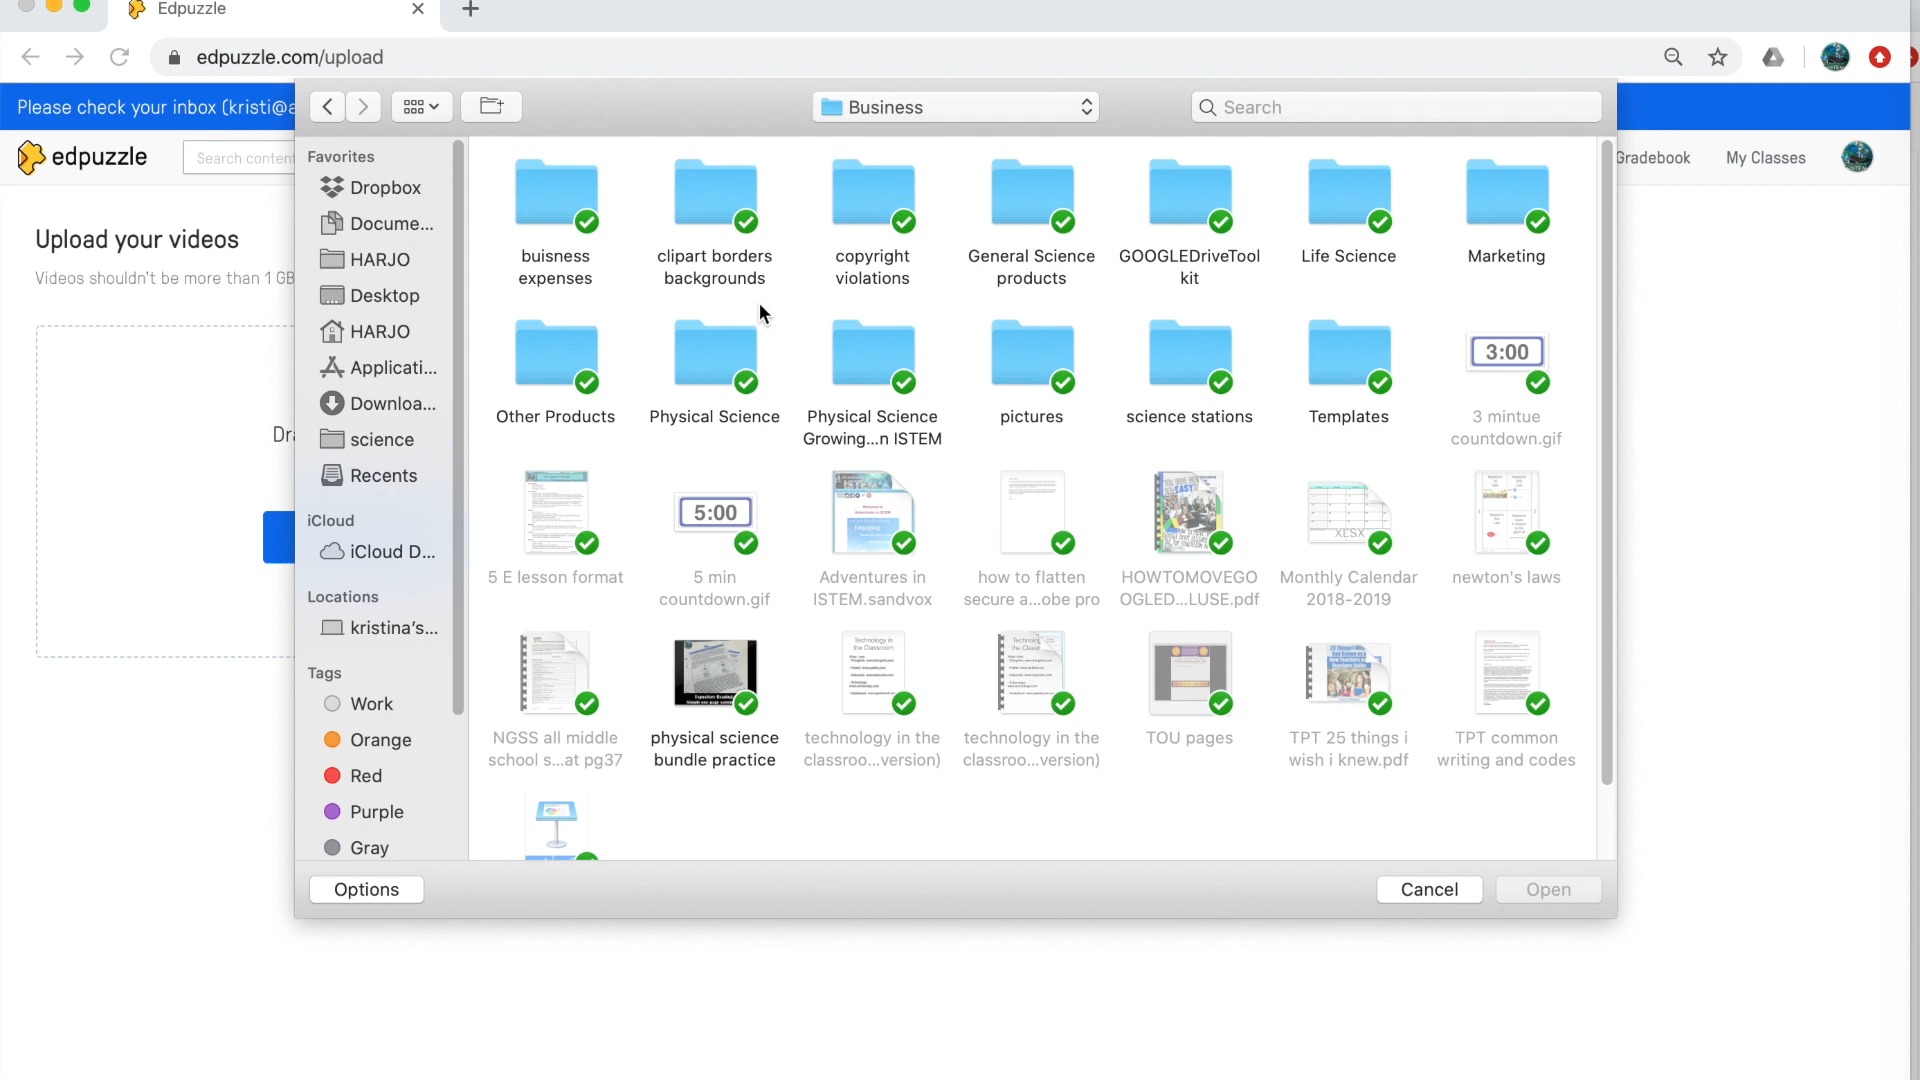 Edpuzzle
edpuzzle.com/upload
Please check your inbox (kristi@a
Business
Search
edpuzzle
Search content
Gradebook
My Classes
Upload your videos
Videos shouldn't be more than 1 GB
Dra
Favorites
Dropbox
Docume...
HARJO
Desktop
HARJO
Applicati...
Downloa...
science
Recents
iCloud
iCloud D...
Locations
kristina's...
Tags
Work
Orange
Red
Purple
Gray
buisness
expenses
clipart borders
backgrounds
copyright
violations
General Science
products
GOOGLEDriveTool
kit
Life Science
Marketing
Other Products
Physical Science
Physical Science
Growing...n ISTEM
pictures
science stations
Templates
3:00
3 mintue
countdown.gif
5 E lesson format
5:00
5 min
countdown.gif
Adventures in
ISTEM.sandvox
how to flatten
secure a...obe pro
HOWTOMOVEGO
OGLED...LUSE.pdf
XLSX
Monthly Calendar
2018-2019
newton's laws
NGSS all middle
school s...at pg37
physical science
bundle practice
Technology in
the Classroom
technology in the
classroo...version)
technology in the
classroo...version)
TOU pages
TPT 25 things i
wish i knew.pdf
TPT common
writing and codes
Options
Cancel
Open